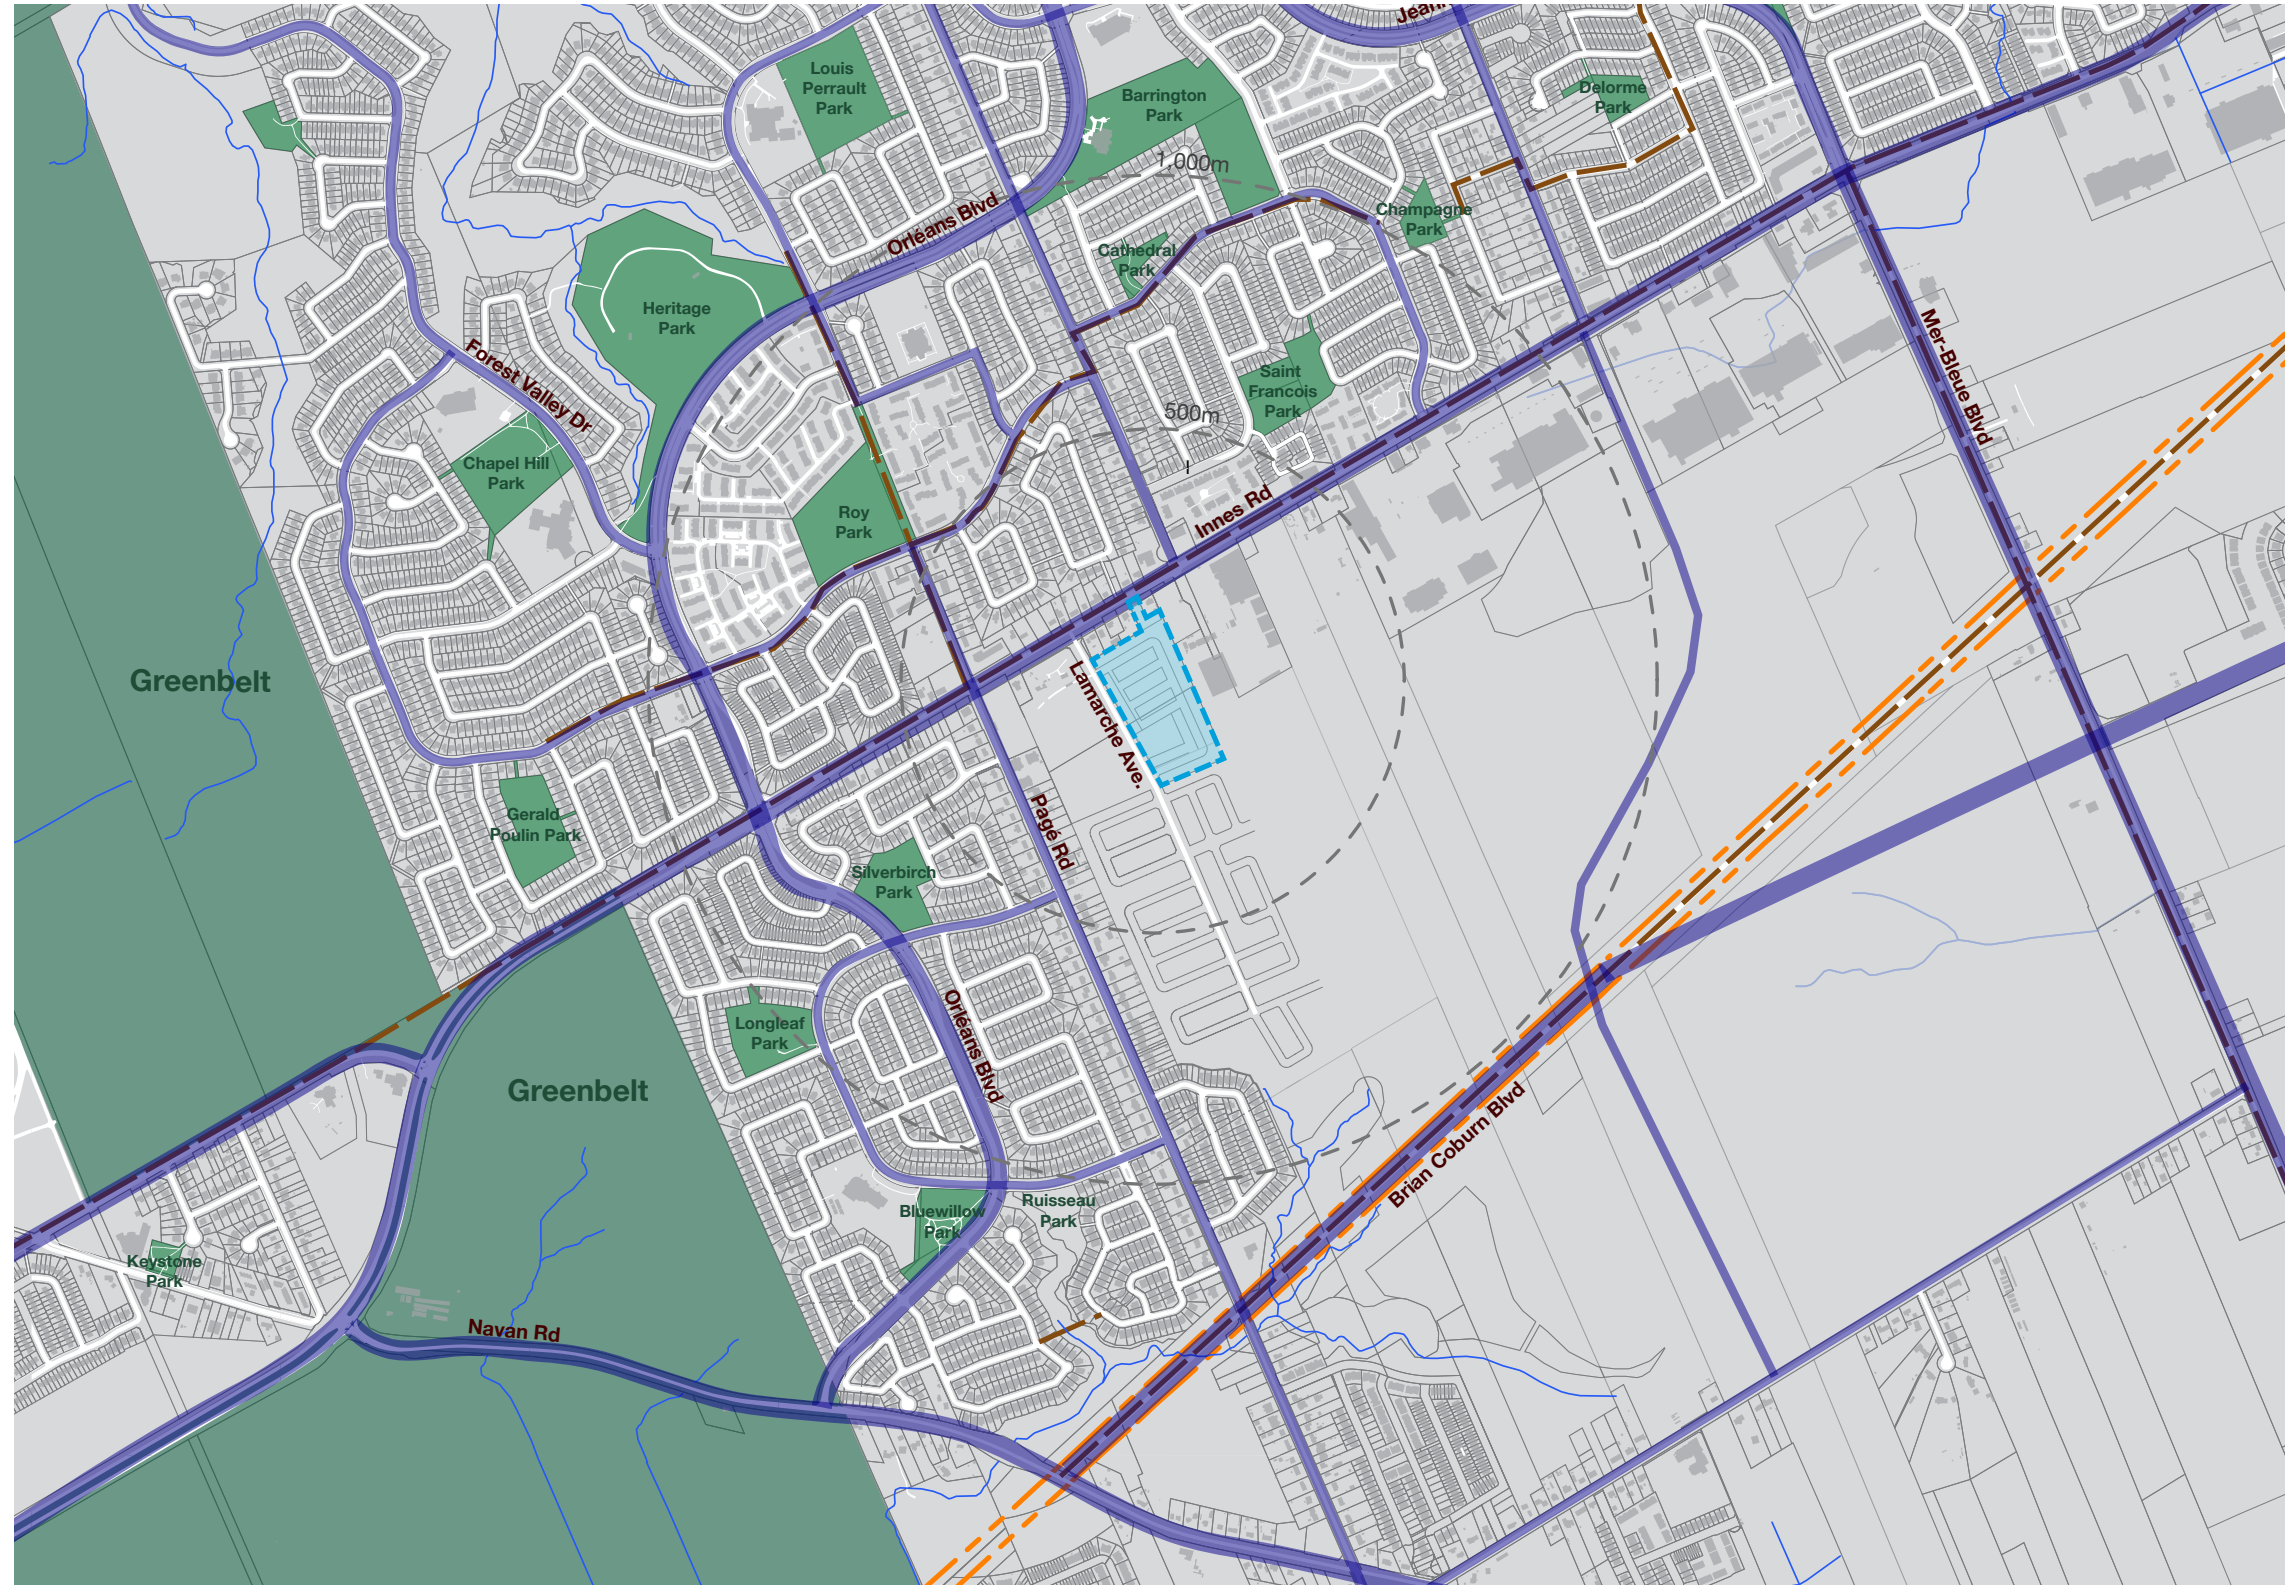 Jeann
Louis
Perrault
Park
Barrington
Park
Delorme
Park
1,000m
Orléans Blvd
Champagne
Park
Cathedral
Park
Heritage
Park
Forest Valley Dr
Mer-Bleue Blvd
Saint
Francois
Park
500m
Chapel Hill
Park
Roy
Park
Innes Rd
Greenbelt
Lamarche Ave.
Gerald
Poulin Park
Pagé Rd
Silverbirch
Park
Longleaf
Park
Orléans Blvd
Greenbelt
Brian Coburn Blvd
Ruisseau
Park
Bluewillow
Park
Keystone
Park
Navan Rd